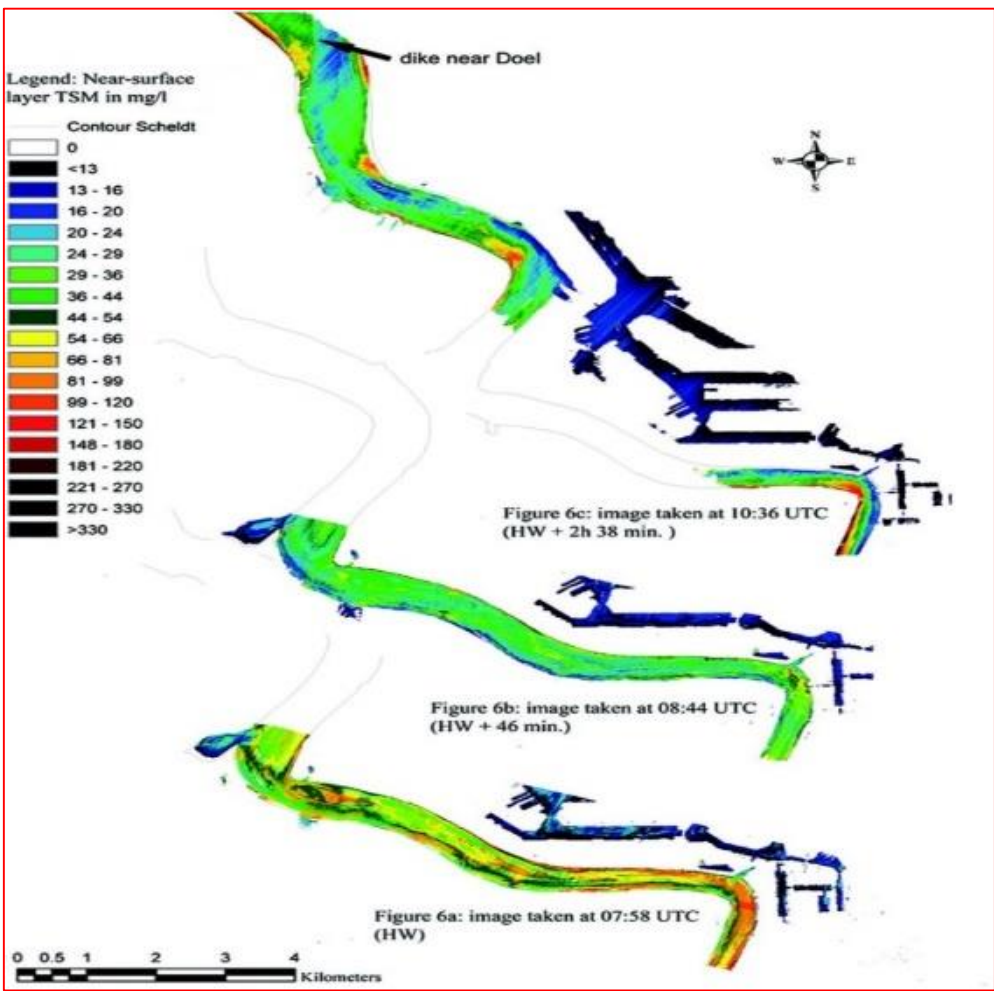 dike near Doel
Legend: Near-surface
layer TSM in mg/l
Contour Scheldt
0
<13
13 - 16
16 - 20
20 - 24
24 - 29
29 - 36
36 - 44
44 - 54
54 - 66
66 - 81
81 - 99
99 - 120
121 - 150
148 - 180
181 - 220
221 - 270
270 - 330
>330
N
W E
S
Figure 6c: image taken at 10:36 UTC
(HW + 2h 38 min. )
Figure 6b: image taken at 08:44 UTC
(HW + 46 min.)
Figure 6a: image taken at 07:58 UTC
(HW)
0 0.5 1 2 3 4
Kilometers